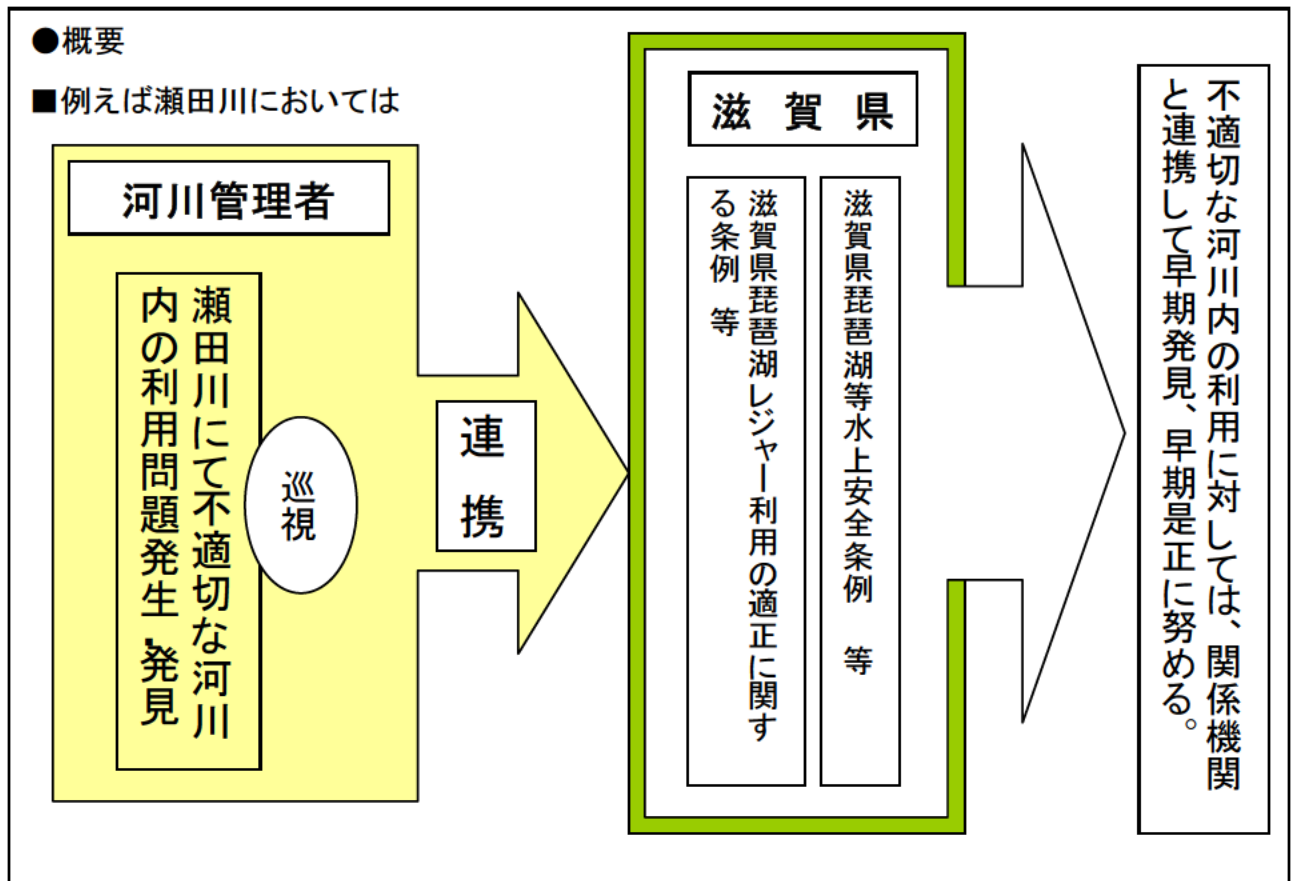 ●概要
■例えば瀬田川においては
河川管理者
瀬田川にて不適切な河川
内の利用問題発生・発見
巡視
連
携
滋 賀 県
滋賀県琵琶湖等水上安全条例 等
滋賀県琵琶湖レジャー利用の適正に関す
る条例 等
不適切な河川内の利用に対しては、関係機関
と連携して早期発見、早期是正に努める。